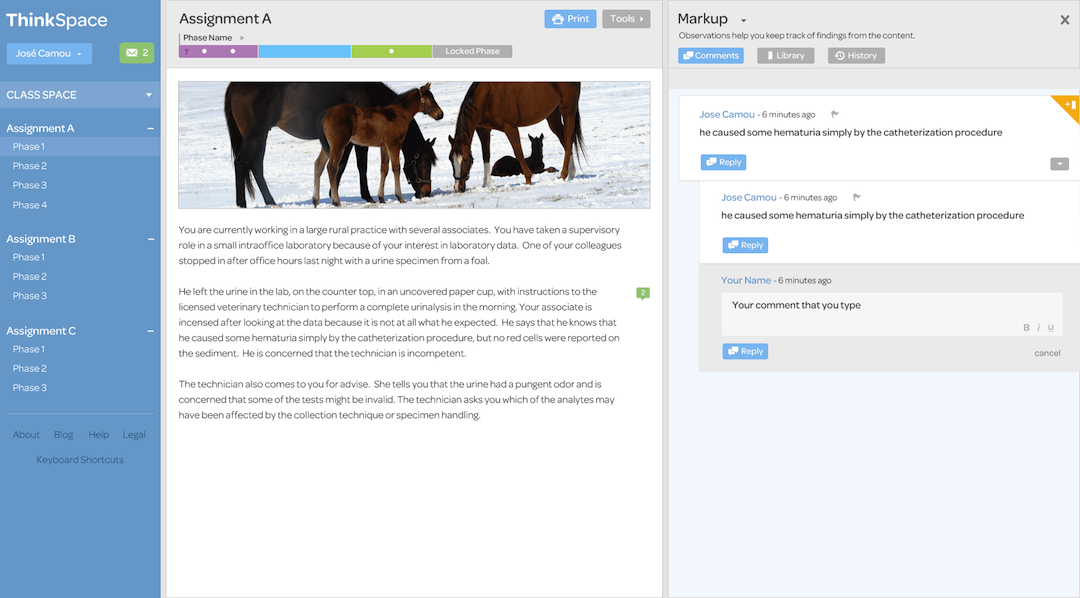 ThinkSpace
José Camou
2
CLASS SPACE
Assignment A
Phase 1
Phase 2
Phase 3
Phase 4
Assignment B
Phase 1
Phase 2
Phase 3
Assignment C
Phase 1
Phase 2
Phase 3
About Blog Help Legal
Keyboard Shortcuts
Assignment A
Print Tools
Phase Name
? Locked Phase
You are currently working in a large rural practice with several associates. You have taken a supervisory
role in a small intraoffice laboratory because of your interest in laboratory data. One of your colleagues
stopped in after office hours last night with a urine specimen from a foal.
He left the urine in the lab, on the counter top, in an uncovered paper cup, with instructions to the
licensed veterinary technician to perform a complete urinalysis in the morning. Your associate is
incensed after looking at the data because it is not at all what he expected. He says that he knows that
he caused some hematuria simply by the catheterization procedure, but no red cells were reported on
the sediment. He is concerned that the technician is incompetent.
2
The technician also comes to you for advise. She tells you that the urine had a pungent odor and is
concerned that some of the tests might be invalid. The technician asks you which of the analytes may
have been affected by the collection technique or specimen handling.
Markup
Observations help you keep track of findings from the content.
Comments Library History
Jose Camou - 6 minutes ago
he caused some hematuria simply by the catheterization procedure
Reply
Jose Camou - 6 minutes ago
he caused some hematuria simply by the catheterization procedure
Reply
Your Name - 6 minutes ago
Your comment that you type
B i U
Reply
cancel